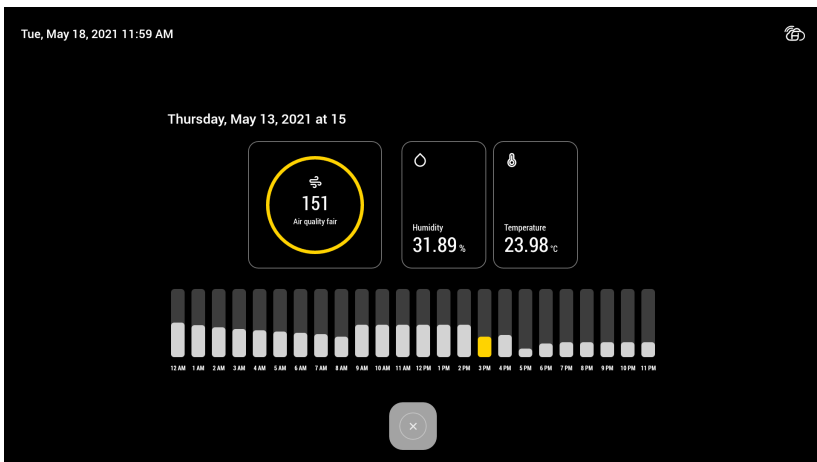 Tue, May 18, 2021 11:59 AM
Thursday, May 13, 2021 at 15
151
Air quality fair
Humidity
31.89 %
Temperature
23.98 °C
12 AM 1 AM 2 AM 3 AM 4 AM 5 AM 6 AM 7 AM 8 AM 9 AM 10 AM 11 AM 12 PM 1 PM 2 PM 3 PM 4 PM 5 PM 6 PM 7 PM 8 PM 9 PM 10 PM 11 PM